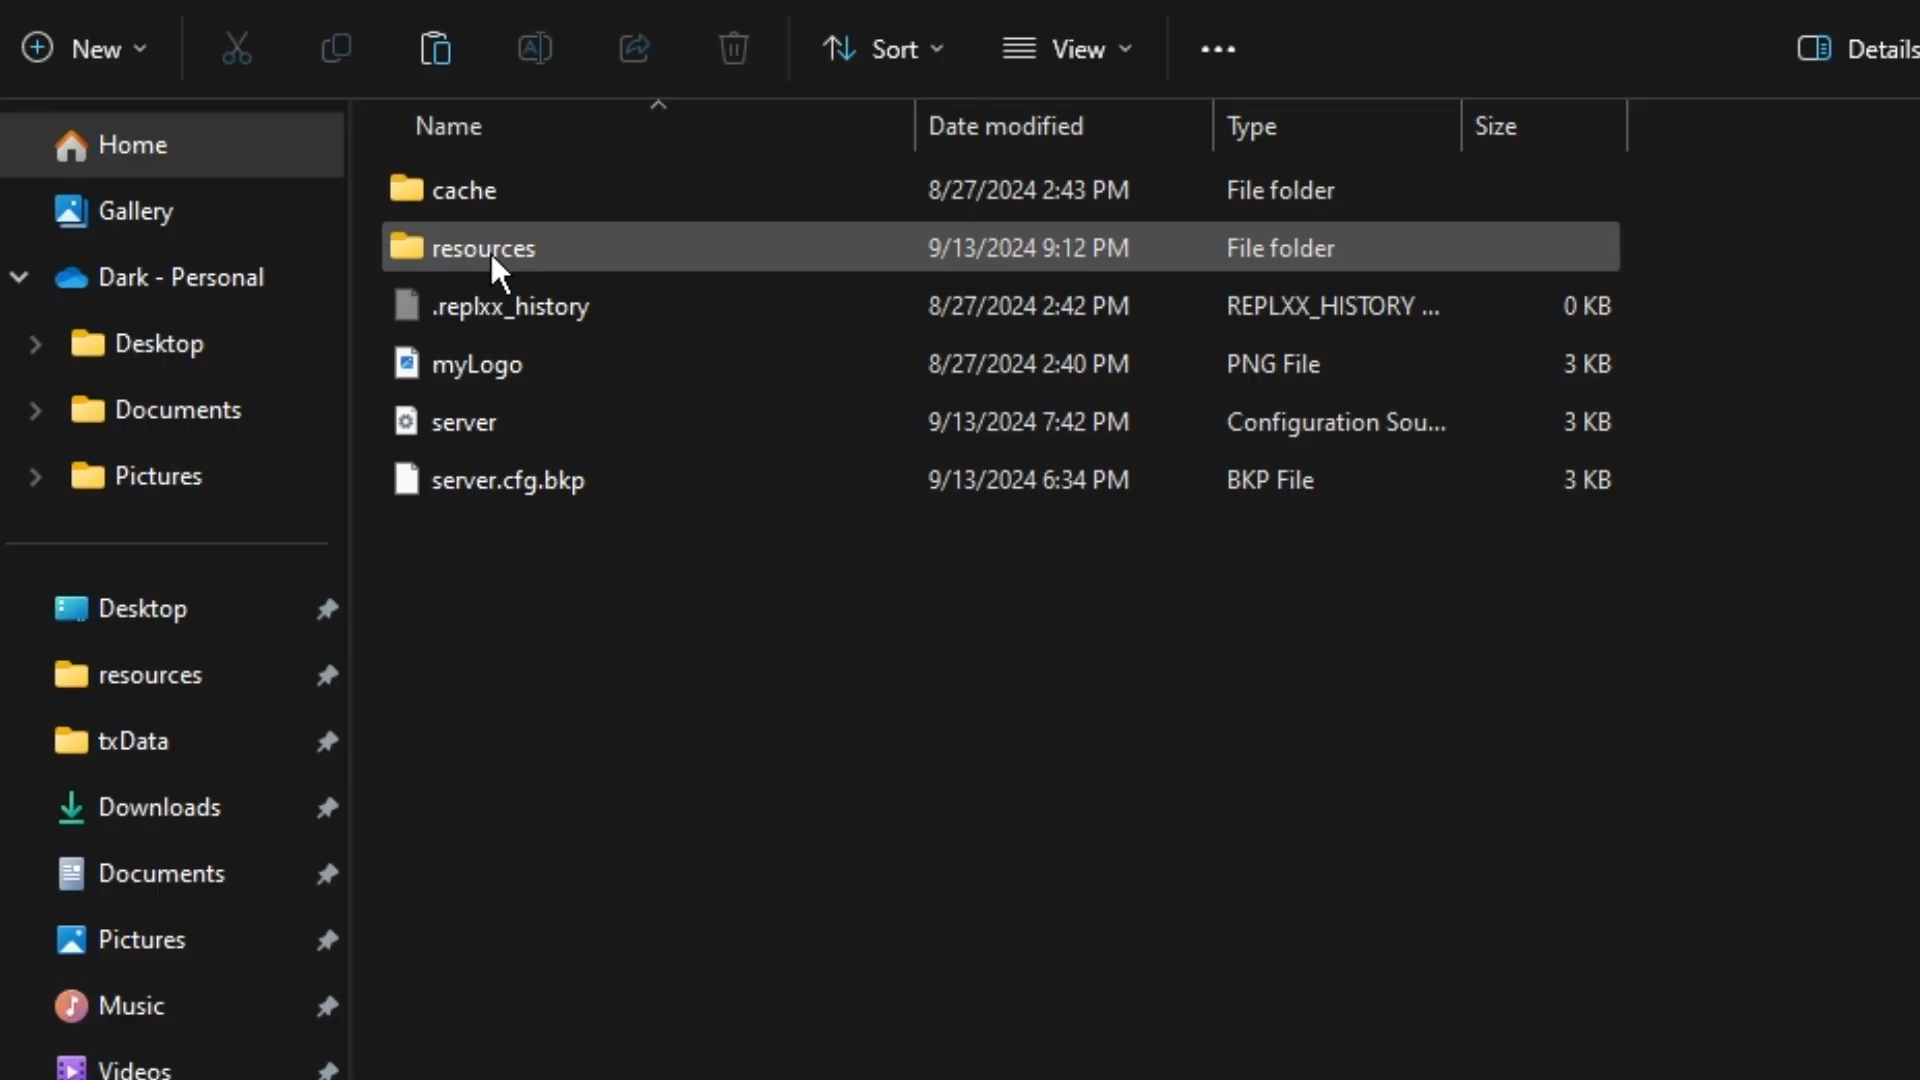 New Sort View ••• Details
Name Date modified Type Size
Home
Gallery
Dark - Personal
Desktop
Documents
Pictures
Desktop
resources
txData
Downloads
Documents
Pictures
Music
Videos
cache 8/27/2024 2:43 PM File folder
resources 9/13/2024 9:12 PM File folder
.replxx_history 8/27/2024 2:42 PM REPLXX_HISTORY ... 0 KB
myLogo 8/27/2024 2:40 PM PNG File 3 KB
server 9/13/2024 7:42 PM Configuration Sou... 3 KB
server.cfg.bkp 9/13/2024 6:34 PM BKP File 3 KB